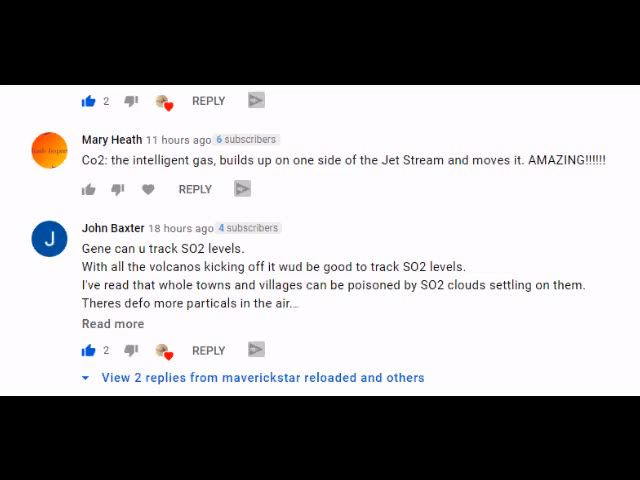 2 REPLY
Mary Heath 11 hours ago 6 subscribers
Co2: the intelligent gas, builds up on one side of the Jet Stream and moves it. AMAZING!!!!!!
REPLY
J John Baxter 18 hours ago 4 subscribers
Gene can u track SO2 levels.
With all the volcanos kicking off it wud be good to track SO2 levels.
I've read that whole towns and villages can be poisoned by SO2 clouds settling on them.
Theres defo more particals in the air...
Read more
2 REPLY
View 2 replies from maverickstar reloaded and others